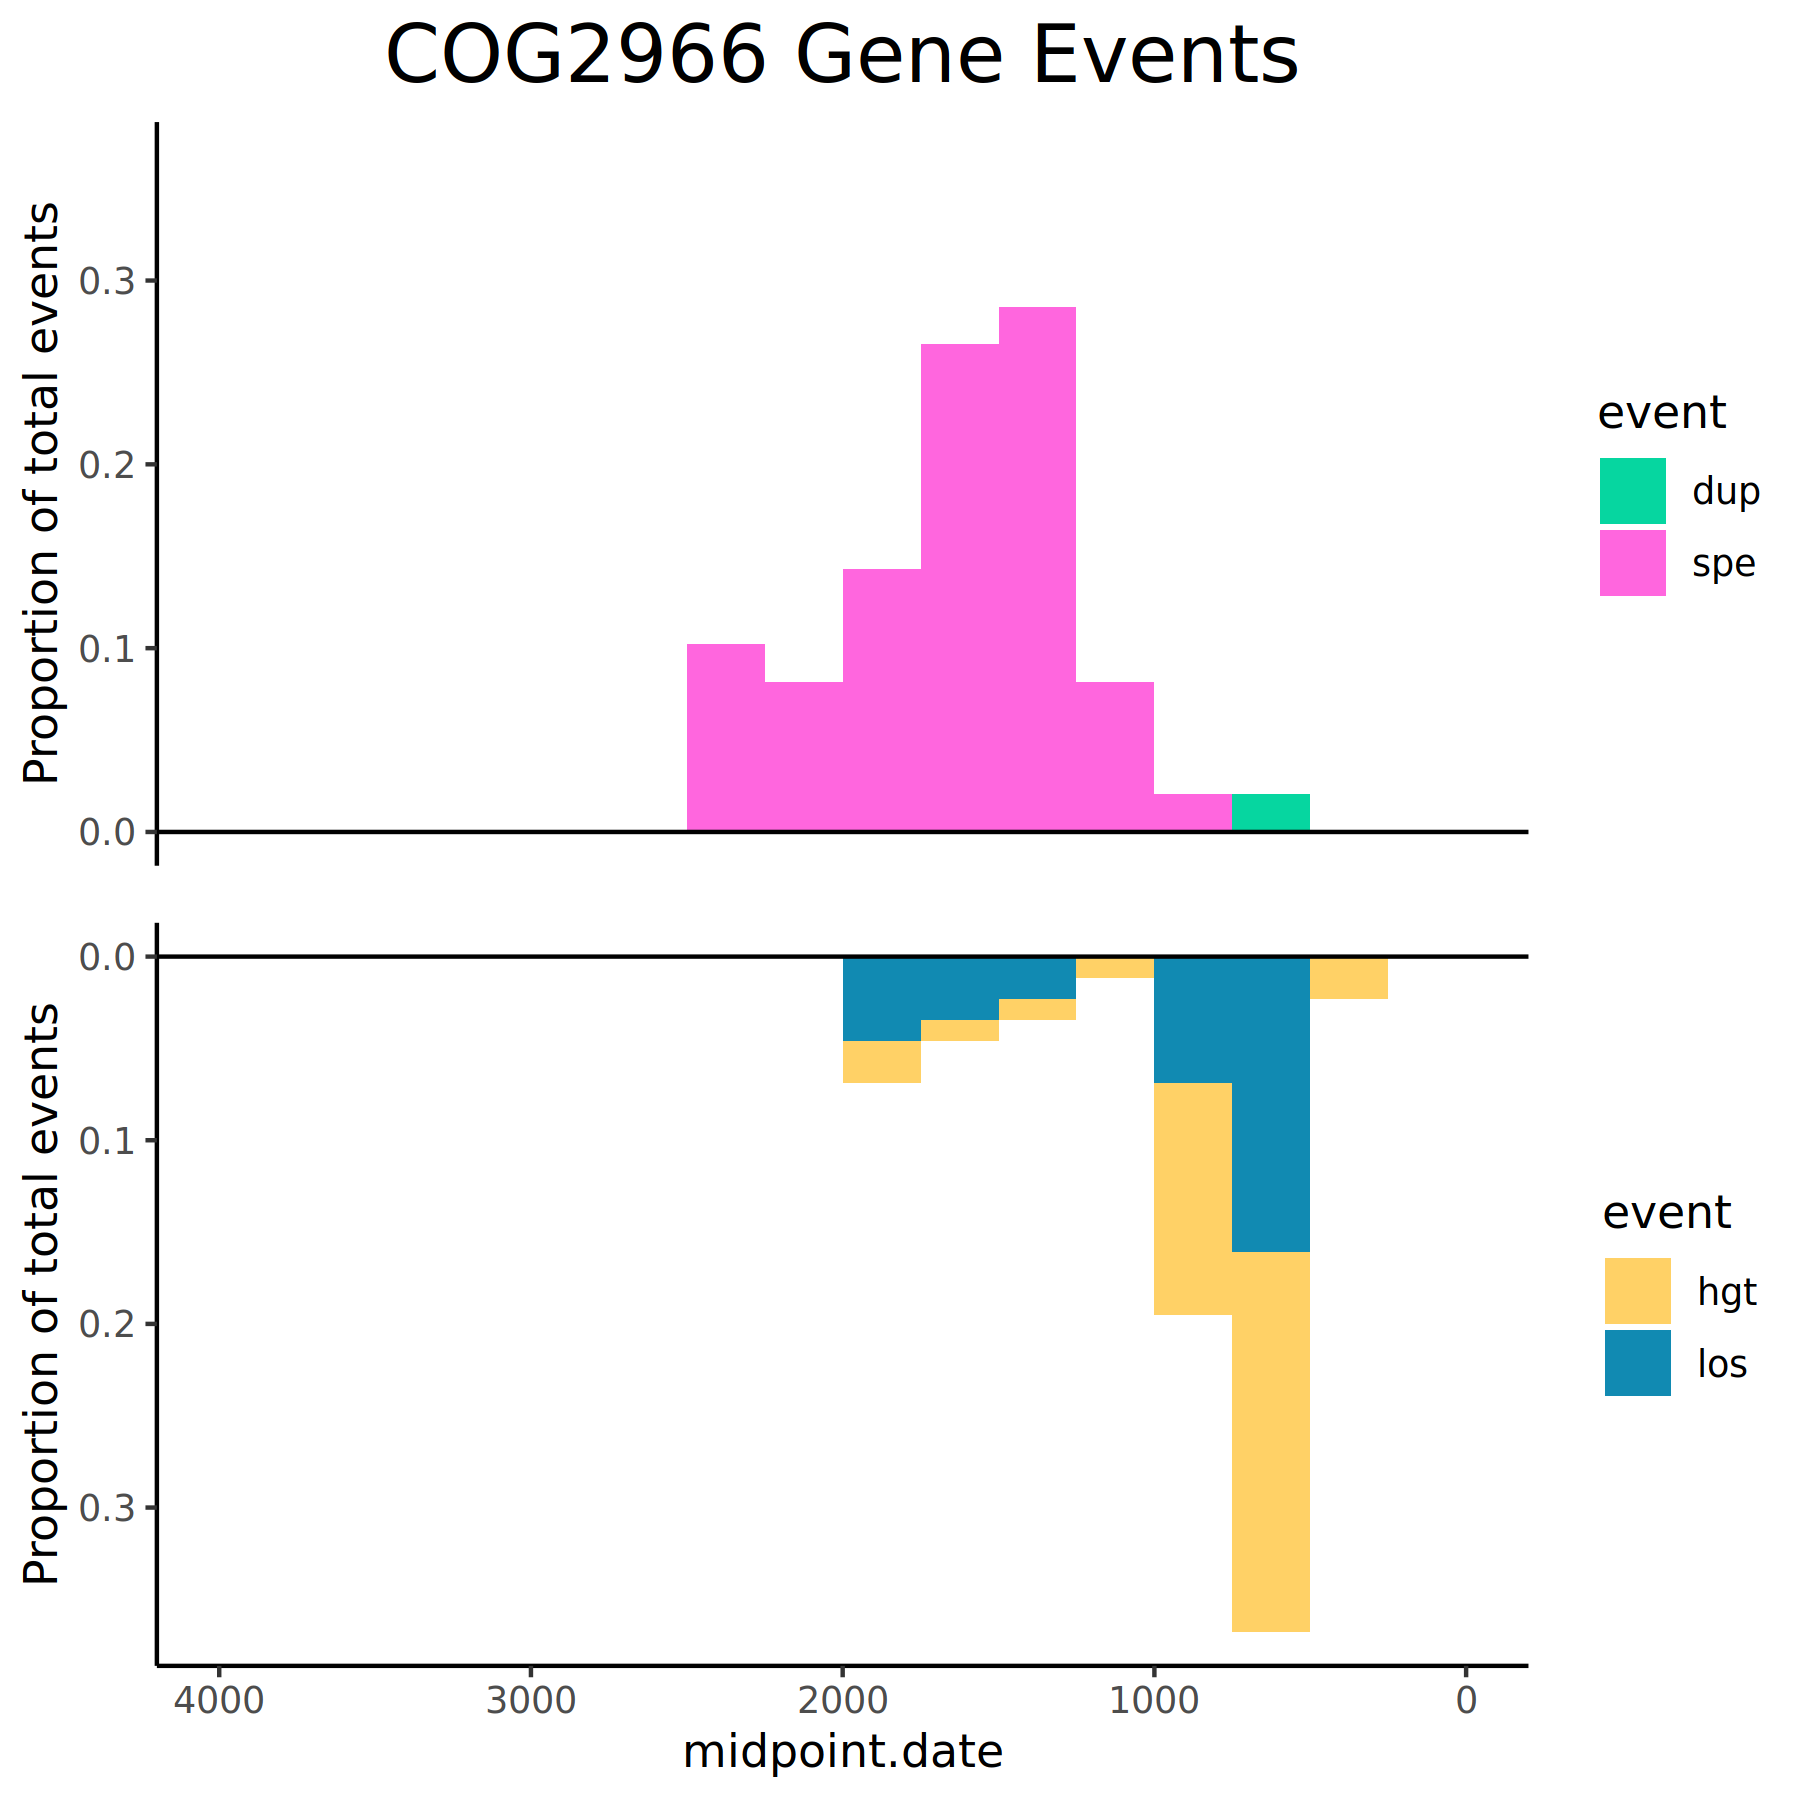 COG2966 Gene Events
Proportion of total events
0.3
0.2
0.1
0.0
event
dup
spe
Proportion of total events
0.0
0.1
0.2
0.3
event
hgt
los
4000 3000 2000 1000 0
midpoint.date